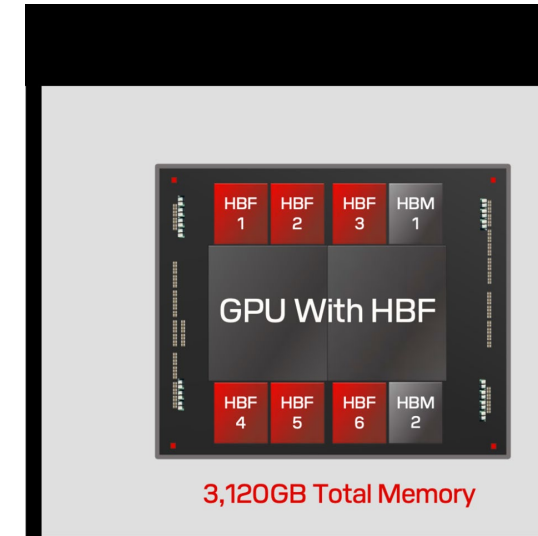 HBF 1 HBF 2 HBF 3 HBM 1
GPU With HBF
HBF 4 HBF 5 HBF 6 HBM 2
3,120GB Total Memory